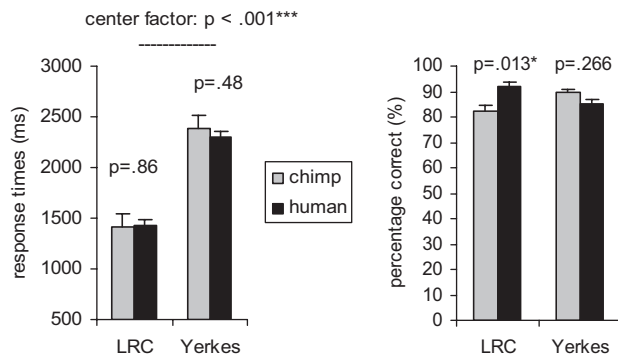 center factor: p < .001***
-------------
response times (ms)
3000
2500
2000
1500
1000
500
p=.86
p=.48
LRC
Yerkes
chimp
human
percentage correct (%)
100
90
80
70
60
50
40
30
20
10
0
p=.013*
p=.266
LRC
Yerkes